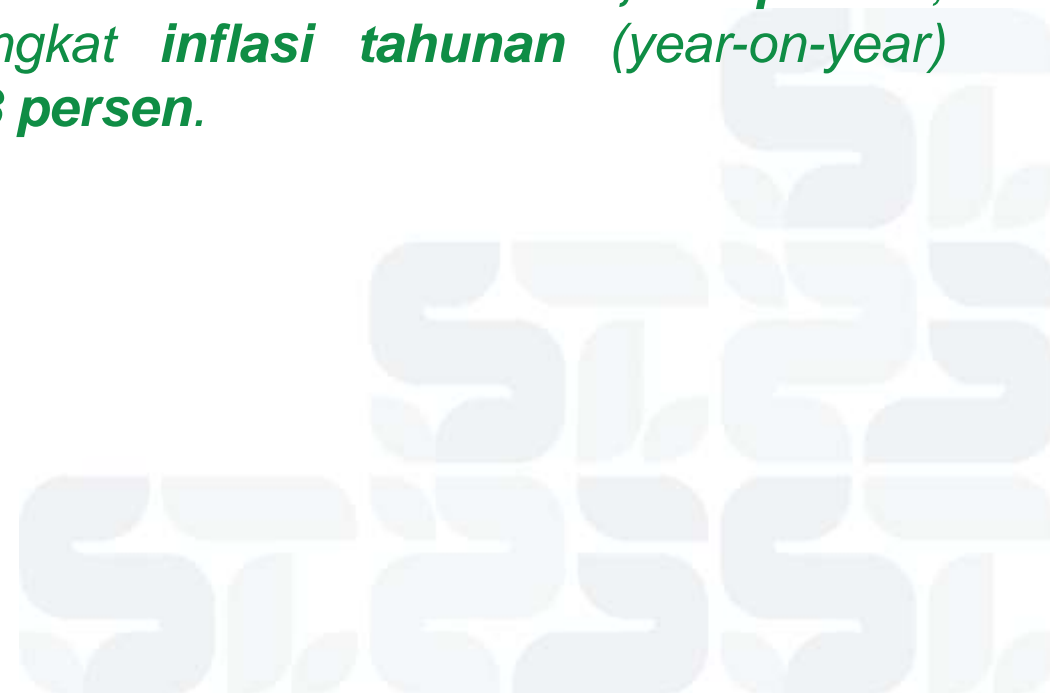 ngkat inflasi tahunan (year-on-year)
persen.